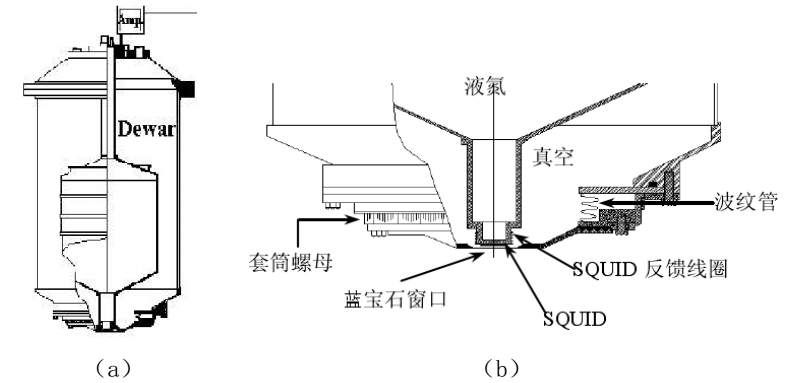 Amp.
Dewar
液氮
真空
波纹管
套筒螺母
SQUID 反馈线圈
蓝宝石窗口
SQUID
（a）
（b）